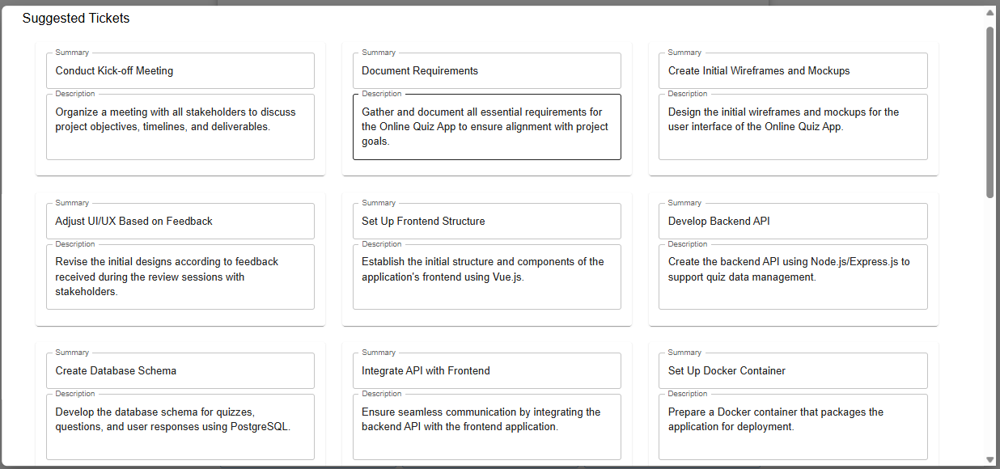 Suggested Tickets
Summary
Conduct Kick-off Meeting
Description
Organize a meeting with all stakeholders to discuss
project objectives, timelines, and deliverables.
Summary
Document Requirements
Description
Gather and document all essential requirements for
the Online Quiz App to ensure alignment with project
goals.
Summary
Create Initial Wireframes and Mockups
Description
Design the initial wireframes and mockups for the
user interface of the Online Quiz App.
Summary
Adjust UI/UX Based on Feedback
Description
Revise the initial designs according to feedback
received during the review sessions with
stakeholders.
Summary
Set Up Frontend Structure
Description
Establish the initial structure and components of the
application's frontend using Vue.js.
Summary
Develop Backend API
Description
Create the backend API using Node.js/Express.js to
support quiz data management.
Summary
Create Database Schema
Description
Develop the database schema for quizzes,
questions, and user responses using PostgreSQL.
Summary
Integrate API with Frontend
Description
Ensure seamless communication by integrating the
backend API with the frontend application.
Summary
Set Up Docker Container
Description
Prepare a Docker container that packages the
application for deployment.